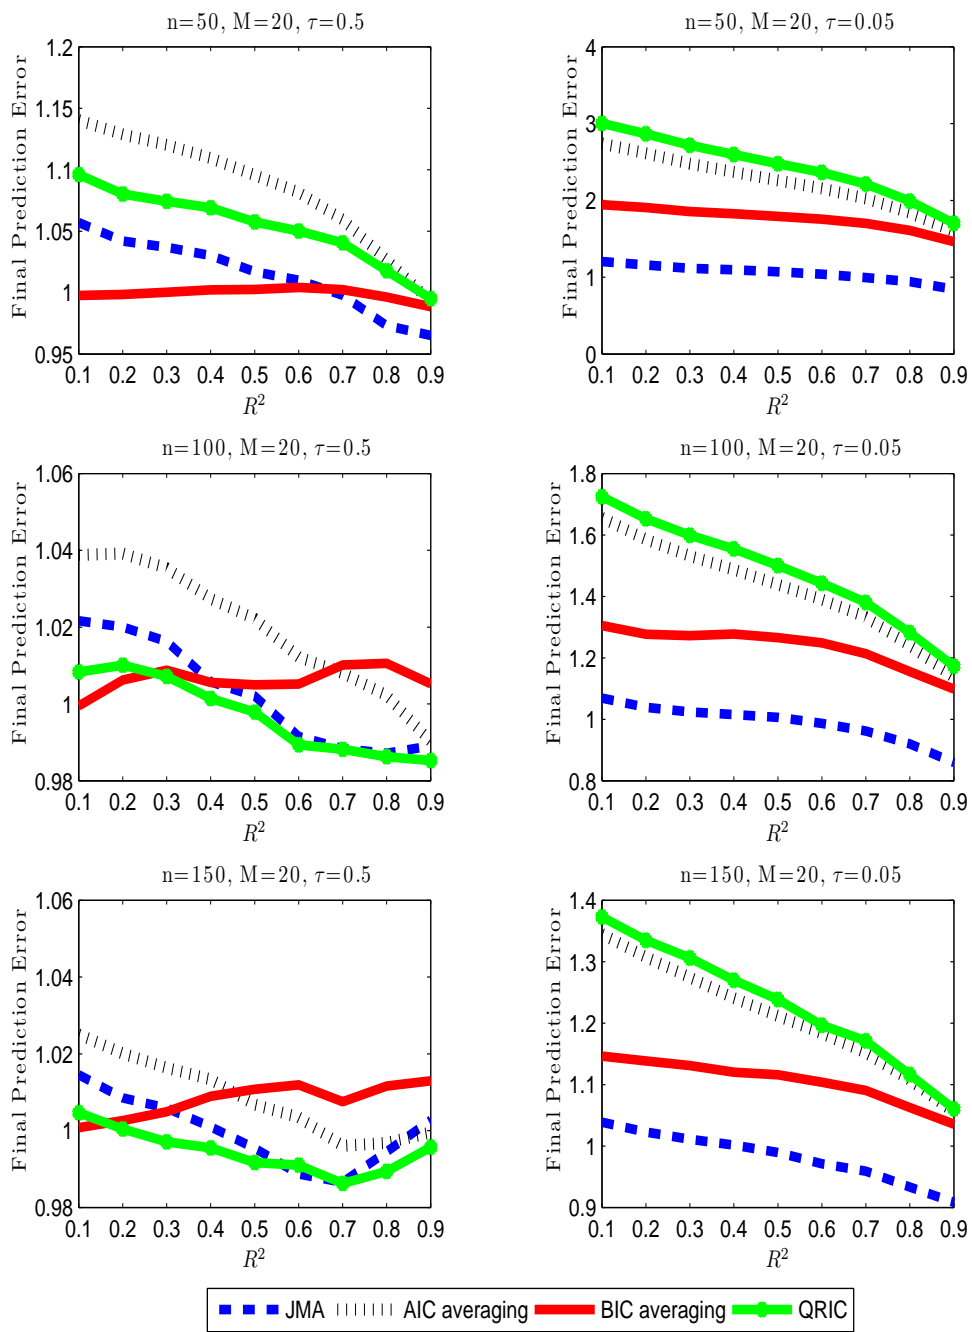 n=50, M=20, τ=0.5
Final Prediction Error
1.2
1.15
1.1
1.05
1
0.95
0.1 0.2 0.3 0.4 0.5 0.6 0.7 0.8 0.9
R²
n=50, M=20, τ=0.05
Final Prediction Error
4
3
2
1
0
0.1 0.2 0.3 0.4 0.5 0.6 0.7 0.8 0.9
R²
n=100, M=20, τ=0.5
Final Prediction Error
1.06
1.04
1.02
1
0.98
0.1 0.2 0.3 0.4 0.5 0.6 0.7 0.8 0.9
R²
n=100, M=20, τ=0.05
Final Prediction Error
1.8
1.6
1.4
1.2
1
0.8
0.1 0.2 0.3 0.4 0.5 0.6 0.7 0.8 0.9
R²
n=150, M=20, τ=0.5
Final Prediction Error
1.06
1.04
1.02
1
0.98
0.1 0.2 0.3 0.4 0.5 0.6 0.7 0.8 0.9
R²
n=150, M=20, τ=0.05
Final Prediction Error
1.4
1.3
1.2
1.1
1
0.9
0.1 0.2 0.3 0.4 0.5 0.6 0.7 0.8 0.9
R²
JMA AIC averaging BIC averaging QRIC